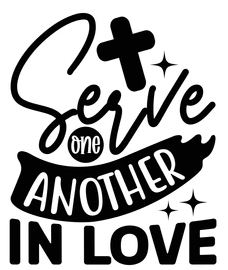 Serve
one
ANOTHER
IN LOVE